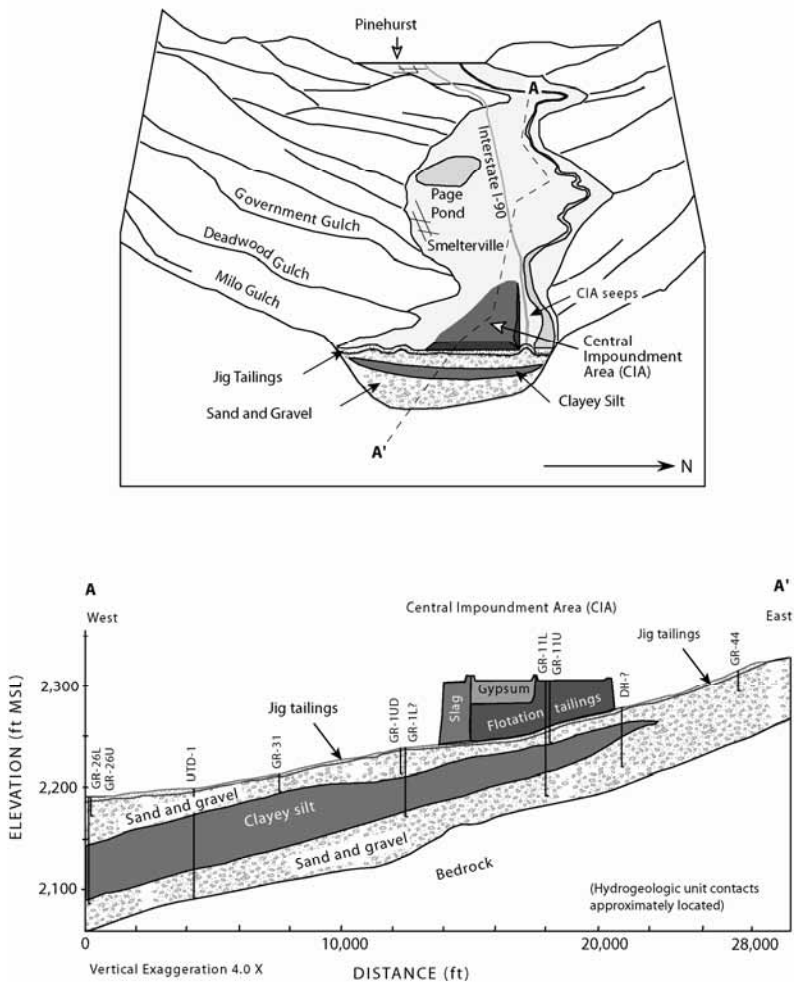 Pinehurst
A
Interstate I-90
Page
Pond
Smelterville
Government Gulch
Deadwood Gulch
Milo Gulch
CIA seeps
Central
Impoundment
Area (CIA)
Jig Tailings
Clayey Silt
Sand and Gravel
A'
N
A
A'
West
Central Impoundment Area (CIA)
East
ELEVATION (ft MSL)
2,300
2,200
2,100
GR-26L
GR-26U
UTD-1
GR-31
Jig tailings
GR-1UD
GR-1L?
Slag
Gypsum
Flotation tailings
GR-11L
GR-11U
DH-?
Jig tailings
GR-44
Sand and gravel
Clayey silt
Sand and gravel
Bedrock
(Hydrogeologic unit contacts
approximately located)
0
10,000
20,000
28,000
Vertical Exaggeration 4.0 X
DISTANCE (ft)